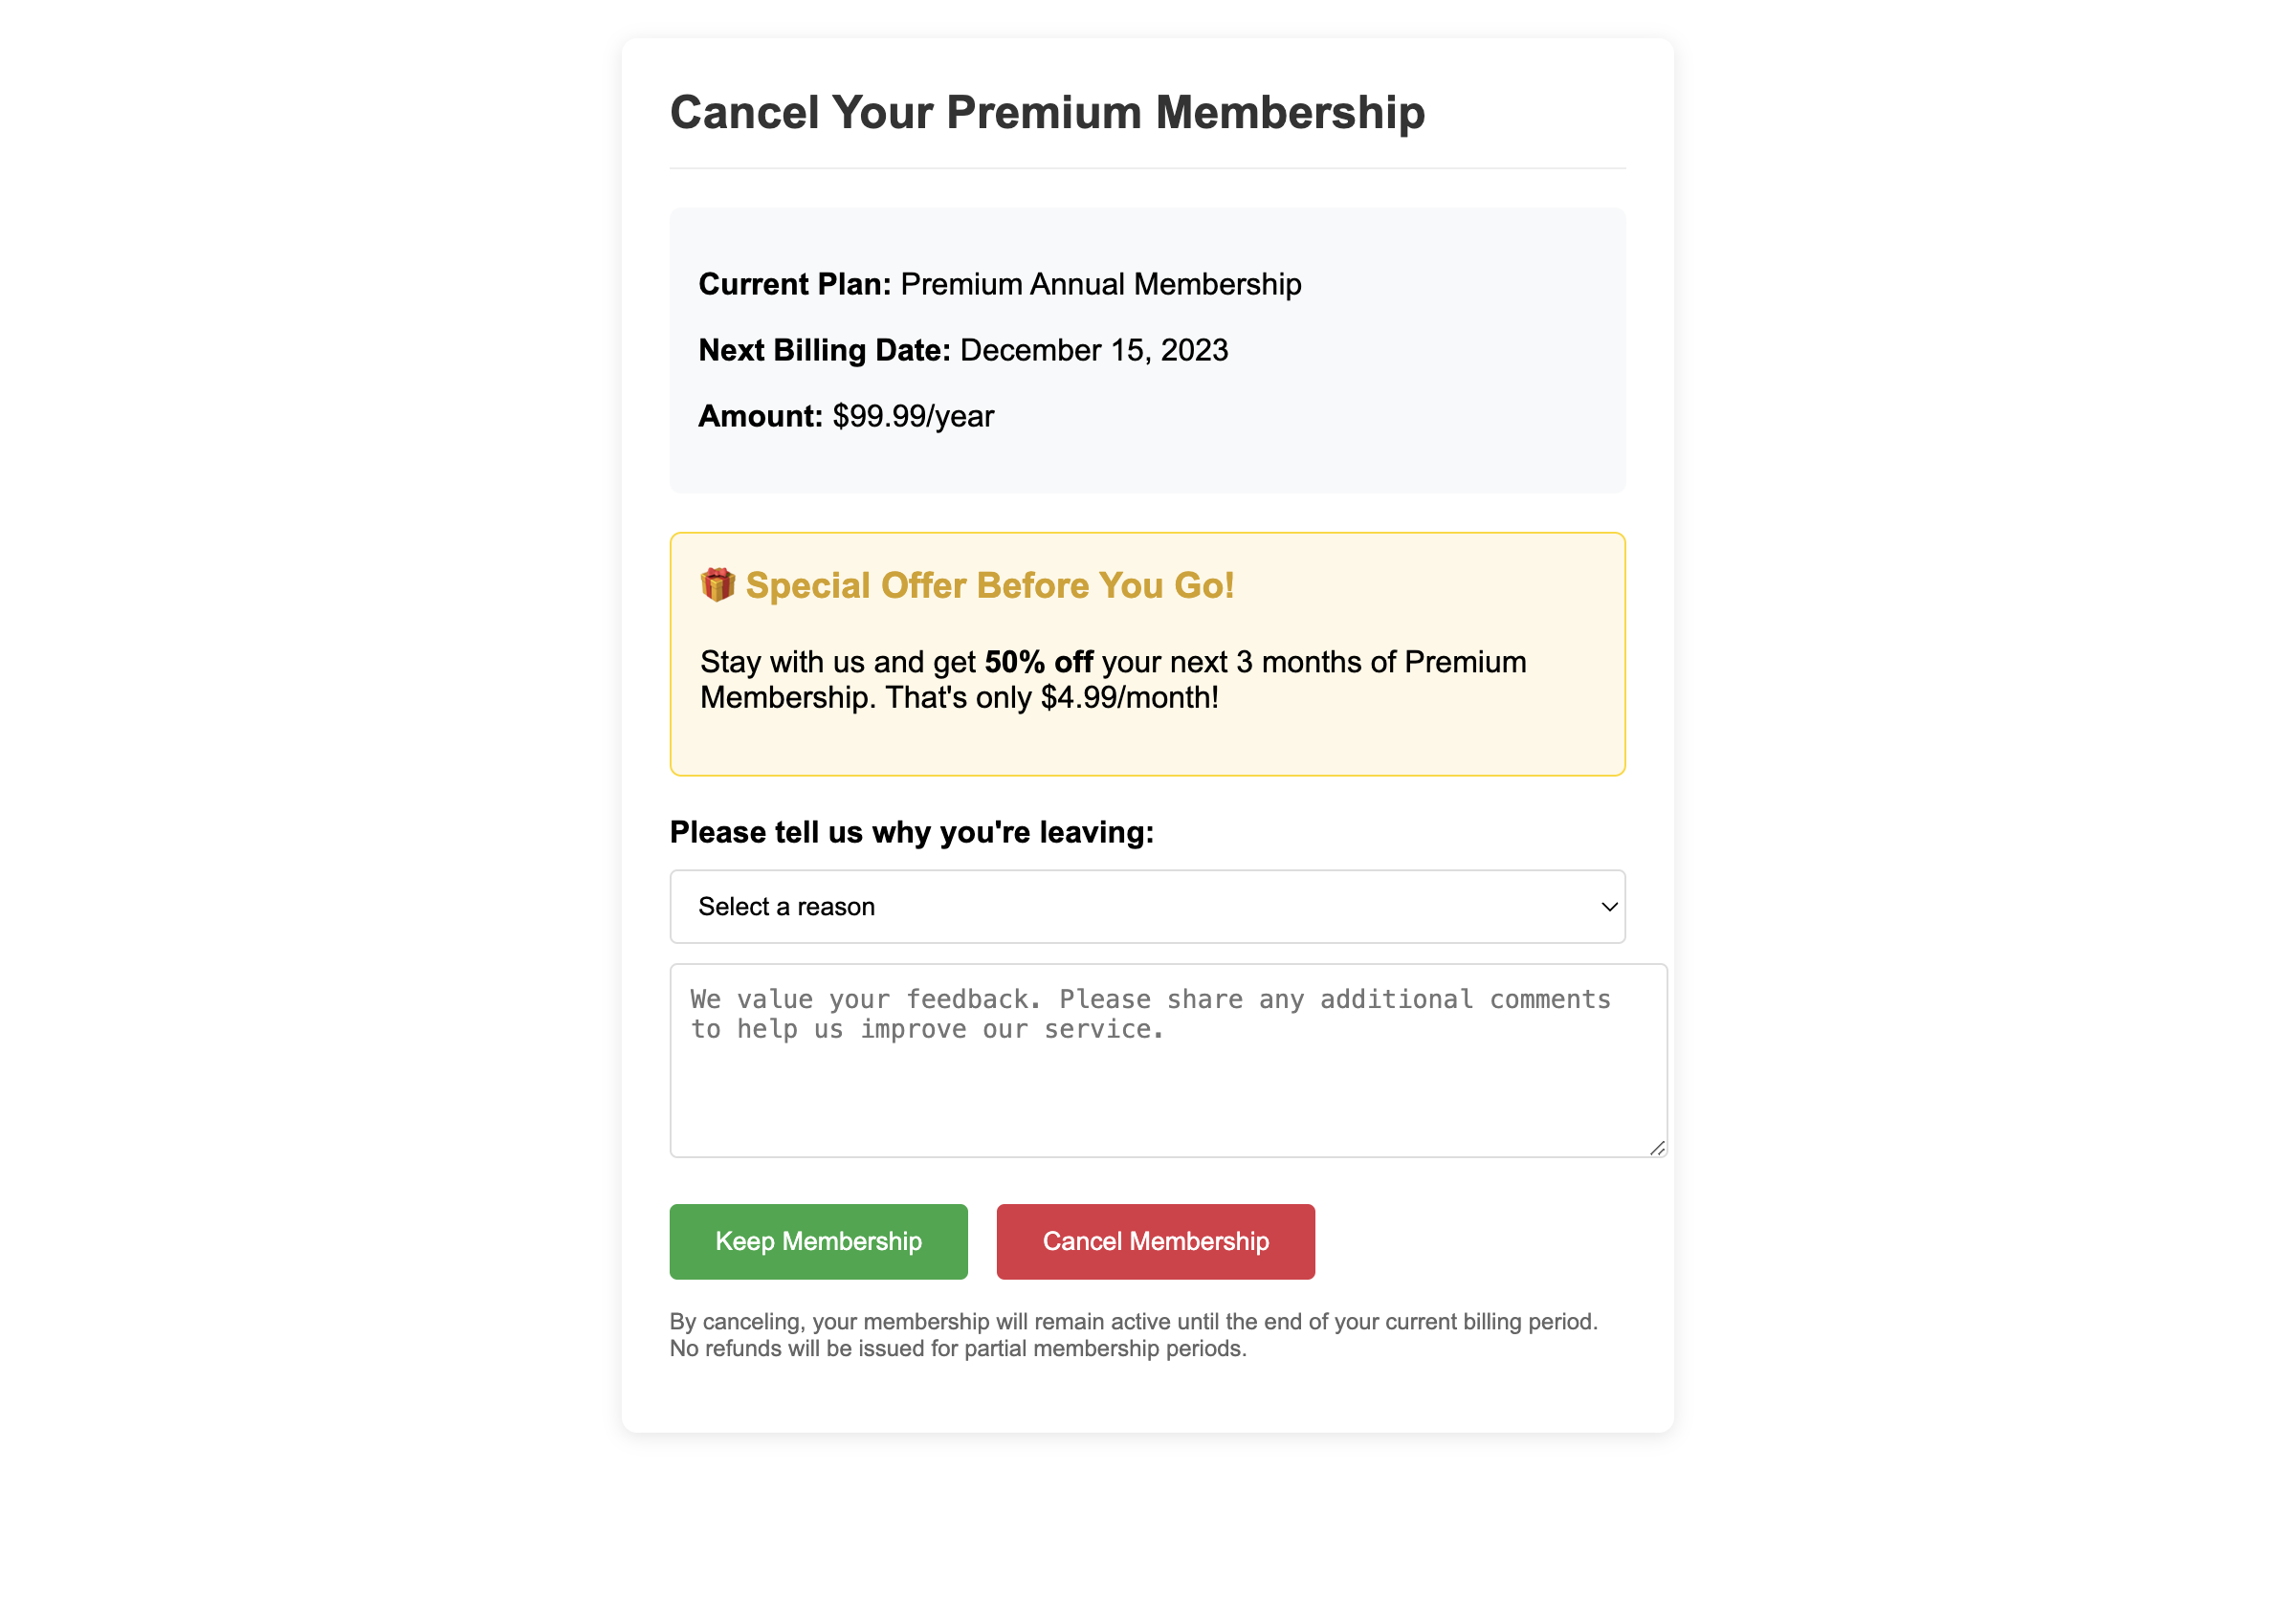 Cancel Your Premium Membership
Current Plan: Premium Annual Membership
Next Billing Date: December 15, 2023
Amount: $99.99/year
🎁 Special Offer Before You Go!
Stay with us and get 50% off your next 3 months of Premium
Membership. That's only $4.99/month!
Please tell us why you're leaving:
Select a reason
We value your feedback. Please share any additional comments
to help us improve our service.
Keep Membership
Cancel Membership
By canceling, your membership will remain active until the end of your current billing period.
No refunds will be issued for partial membership periods.